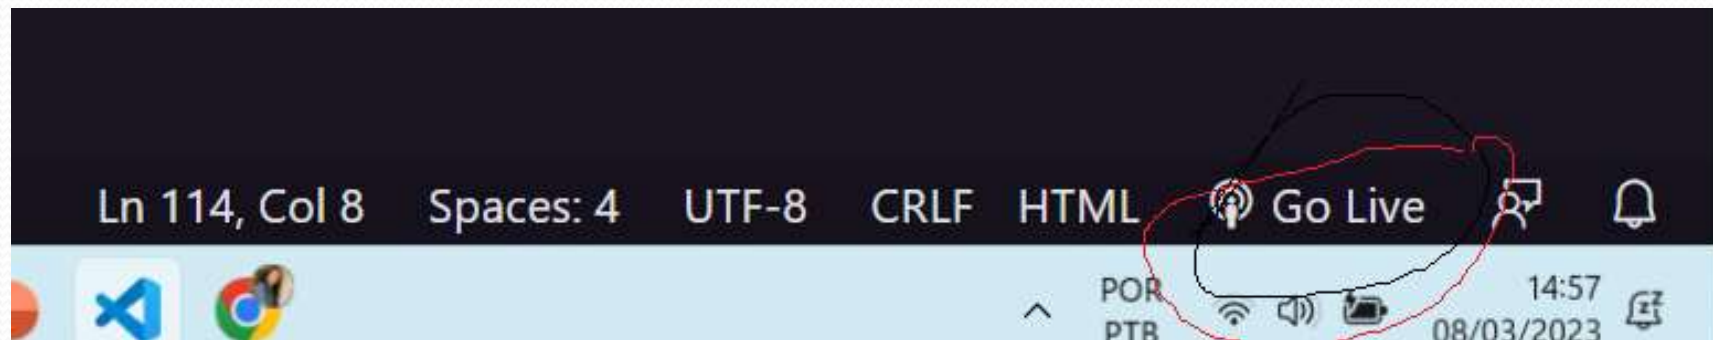 Ln 114, Col 8 Spaces: 4 UTF-8 CRLF HTML Go Live
POR 14:57
PTB 08/03/2023